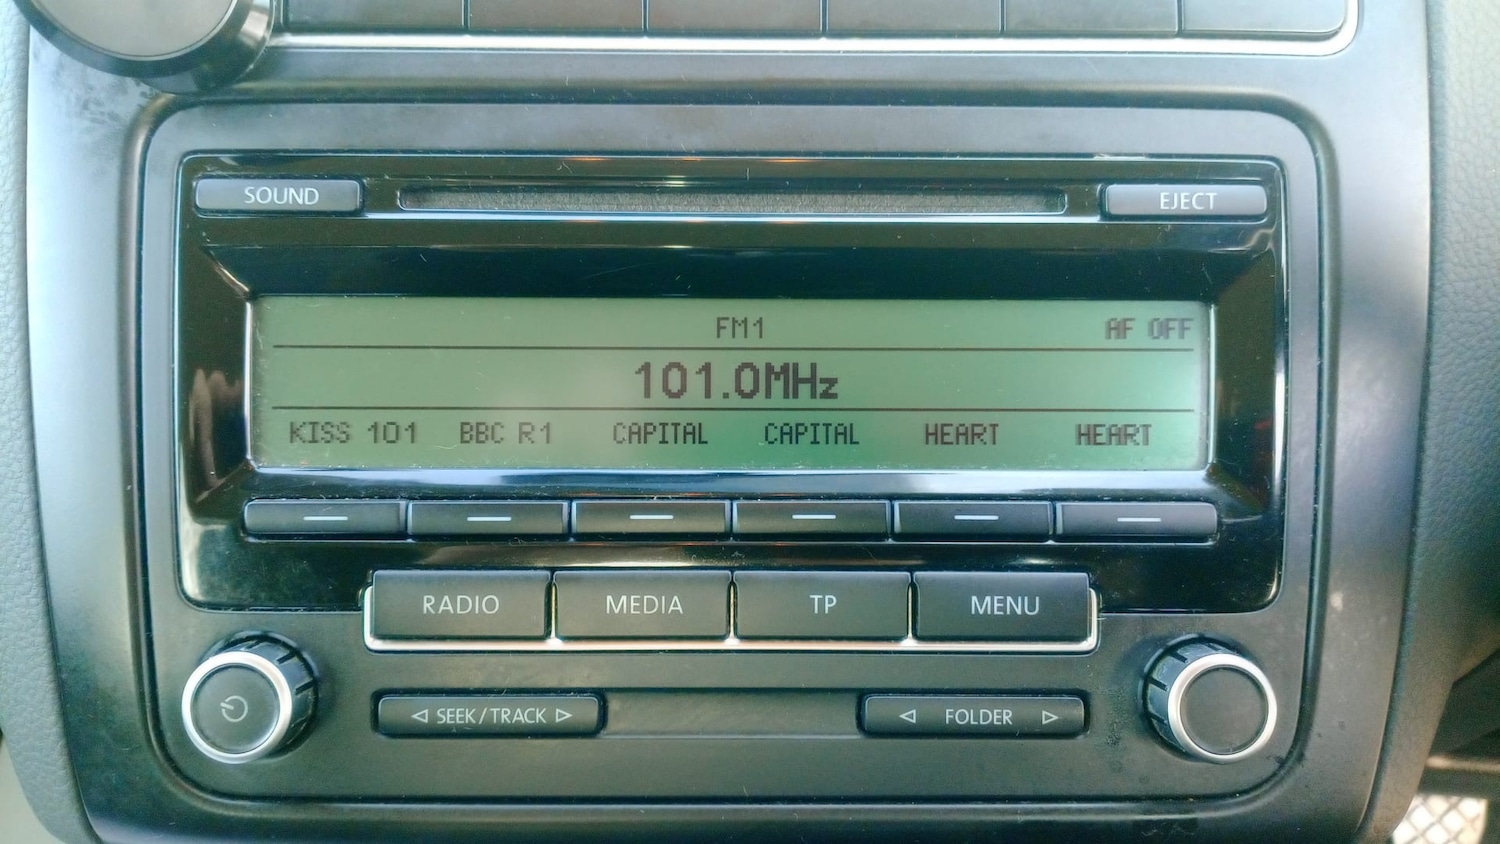 SOUND
EJECT
FM1 AF OFF
101.0MHz
KISS 101 BBC R1 CAPITAL CAPITAL HEART HEART
RADIO MEDIA TP MENU
SEEK/TRACK FOLDER